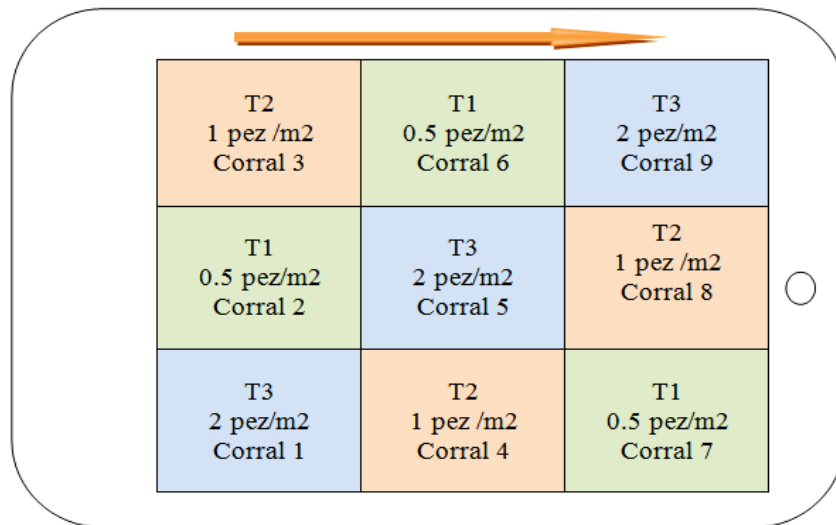 T2
1 pez /m2
Corral 3
T1
0.5 pez/m2
Corral 6
T3
2 pez/m2
Corral 9
T1
0.5 pez/m2
Corral 2
T3
2 pez/m2
Corral 5
T2
1 pez /m2
Corral 8
T3
2 pez/m2
Corral 1
T2
1 pez /m2
Corral 4
T1
0.5 pez/m2
Corral 7